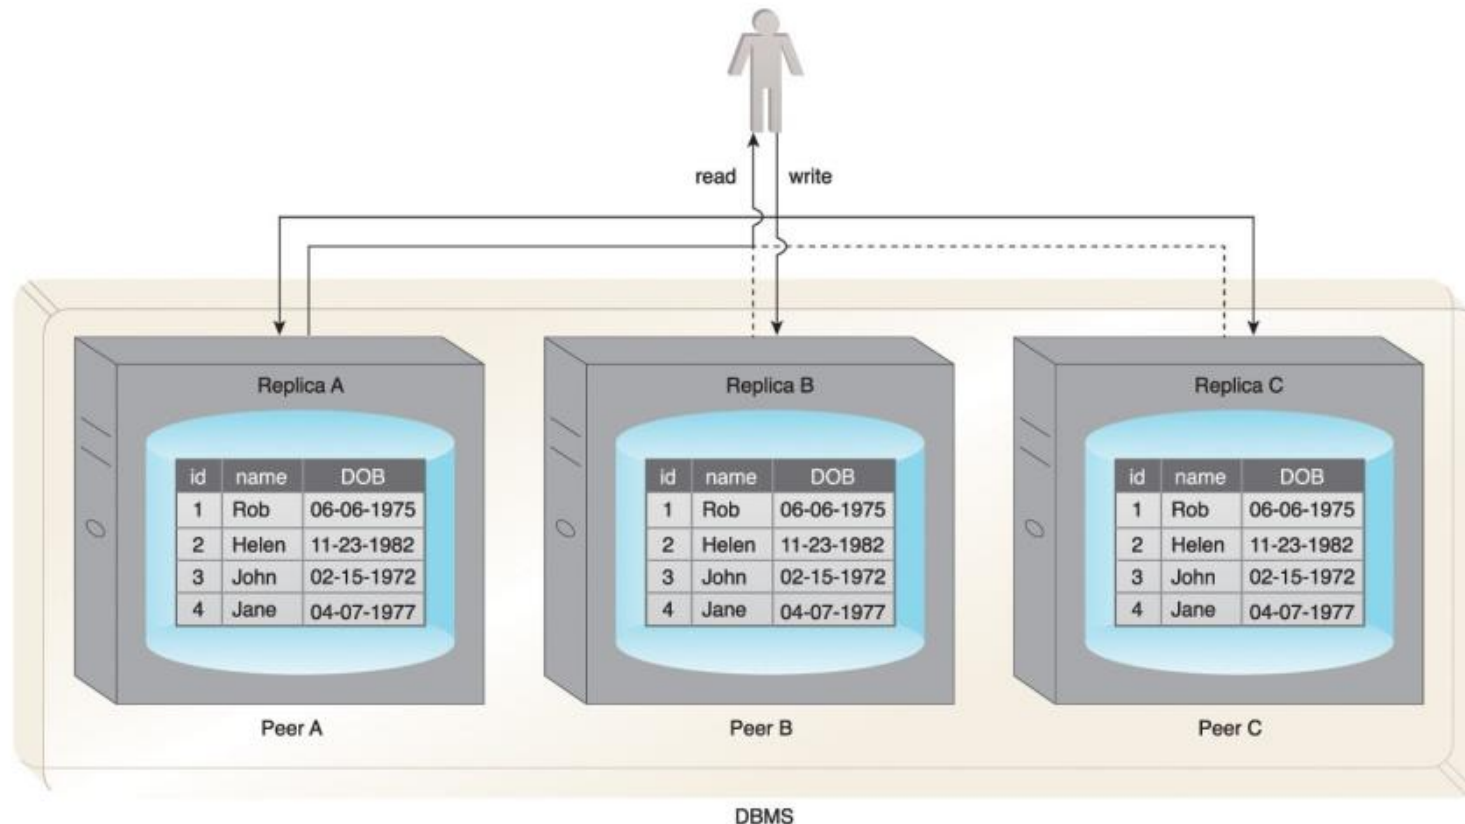 read write
Replica A
id name DOB
1 Rob 06-06-1975
2 Helen 11-23-1982
3 John 02-15-1972
4 Jane 04-07-1977
Peer A
Replica B
id name DOB
1 Rob 06-06-1975
2 Helen 11-23-1982
3 John 02-15-1972
4 Jane 04-07-1977
Peer B
Replica C
id name DOB
1 Rob 06-06-1975
2 Helen 11-23-1982
3 John 02-15-1972
4 Jane 04-07-1977
Peer C
DBMS